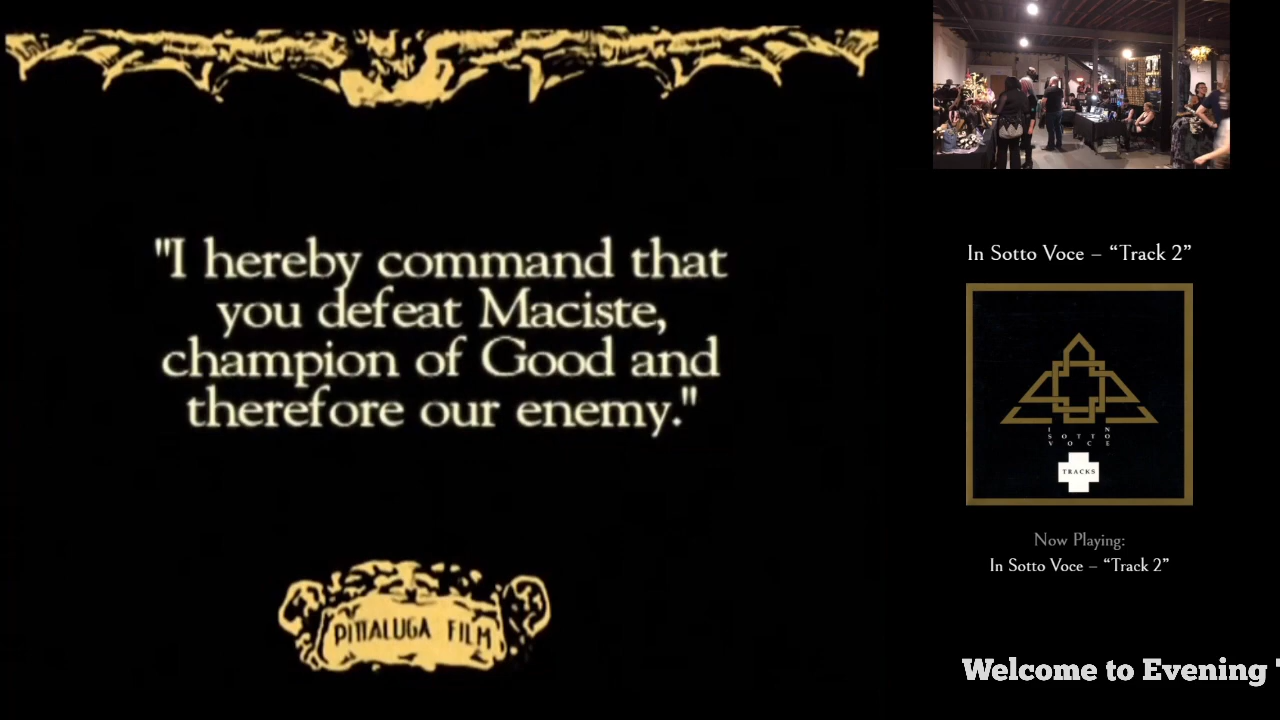 "I hereby command that
you defeat Maciste,
champion of Good and
therefore our enemy."
PITTALUGA FILM
In Sotto Voce – “Track 2”
I N
S O T T O
V O C E
TRACKS
Now Playing:
In Sotto Voce – “Track 2”
Welcome to Evening